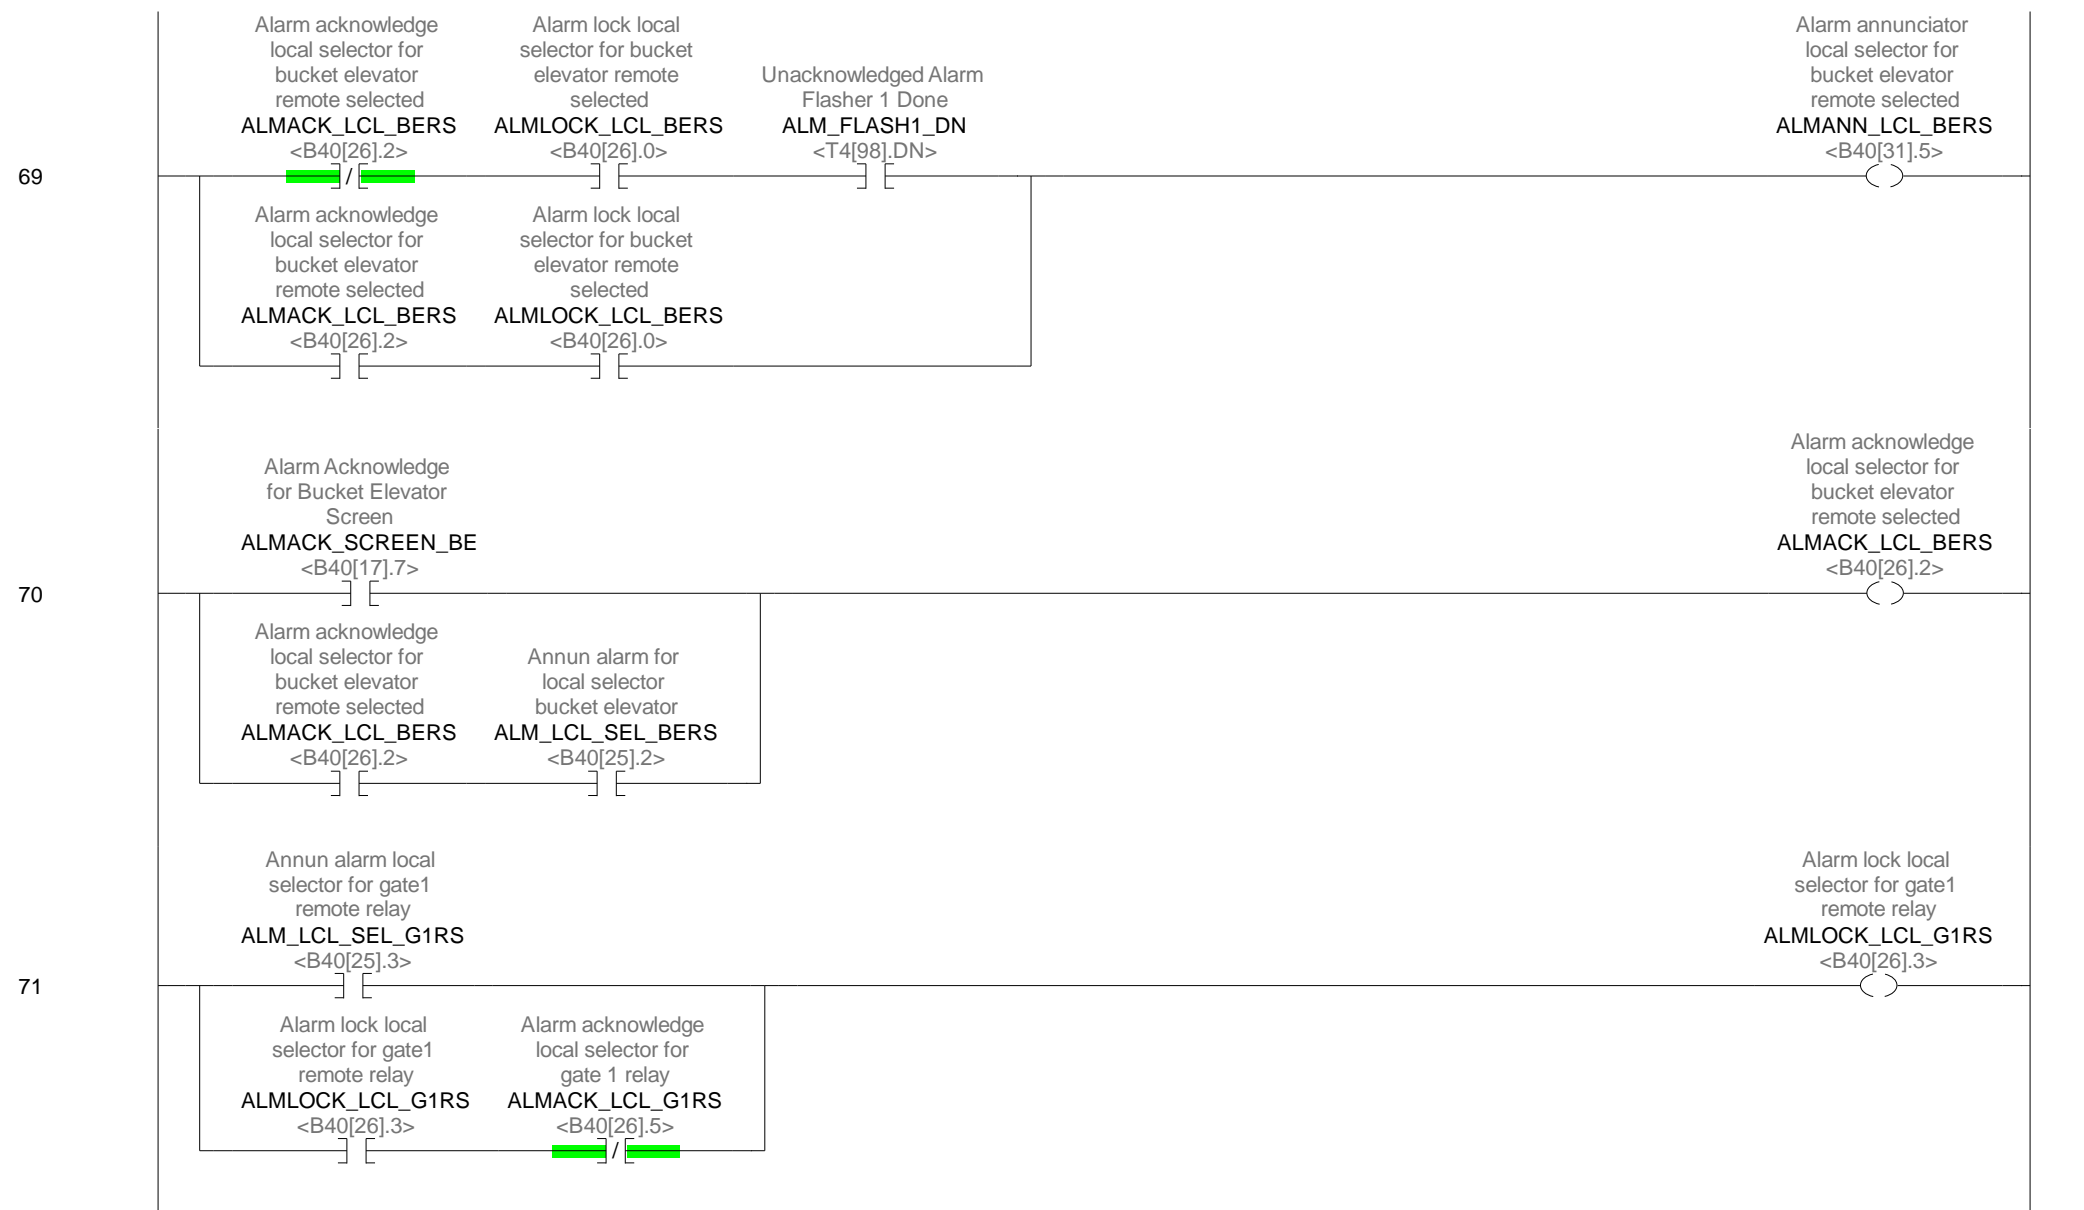 Alarm acknowledge
local selector for
bucket elevator
remote selected
ALMACK_LCL_BERS
<B40[26].2>
Alarm lock local
selector for bucket
elevator remote
selected
ALMLOCK_LCL_BERS
<B40[26].0>
Unacknowledged Alarm
Flasher 1 Done
ALM_FLASH1_DN
<T4[98].DN>
Alarm annunciator
local selector for
bucket elevator
remote selected
ALMANN_LCL_BERS
<B40[31].5>
69
/
Alarm acknowledge
local selector for
bucket elevator
remote selected
ALMACK_LCL_BERS
<B40[26].2>
Alarm lock local
selector for bucket
elevator remote
selected
ALMLOCK_LCL_BERS
<B40[26].0>
Alarm Acknowledge
for Bucket Elevator
Screen
ALMACK_SCREEN_BE
<B40[17].7>
Alarm acknowledge
local selector for
bucket elevator
remote selected
ALMACK_LCL_BERS
<B40[26].2>
70
Alarm acknowledge
local selector for
bucket elevator
remote selected
ALMACK_LCL_BERS
<B40[26].2>
Annun alarm for
local selector
bucket elevator
ALM_LCL_SEL_BERS
<B40[25].2>
Annun alarm local
selector for gate1
remote relay
ALM_LCL_SEL_G1RS
<B40[25].3>
Alarm lock local
selector for gate1
remote relay
ALMLOCK_LCL_G1RS
<B40[26].3>
71
Alarm lock local
selector for gate1
remote relay
ALMLOCK_LCL_G1RS
<B40[26].3>
Alarm acknowledge
local selector for
gate 1 relay
ALMACK_LCL_G1RS
<B40[26].5>
/